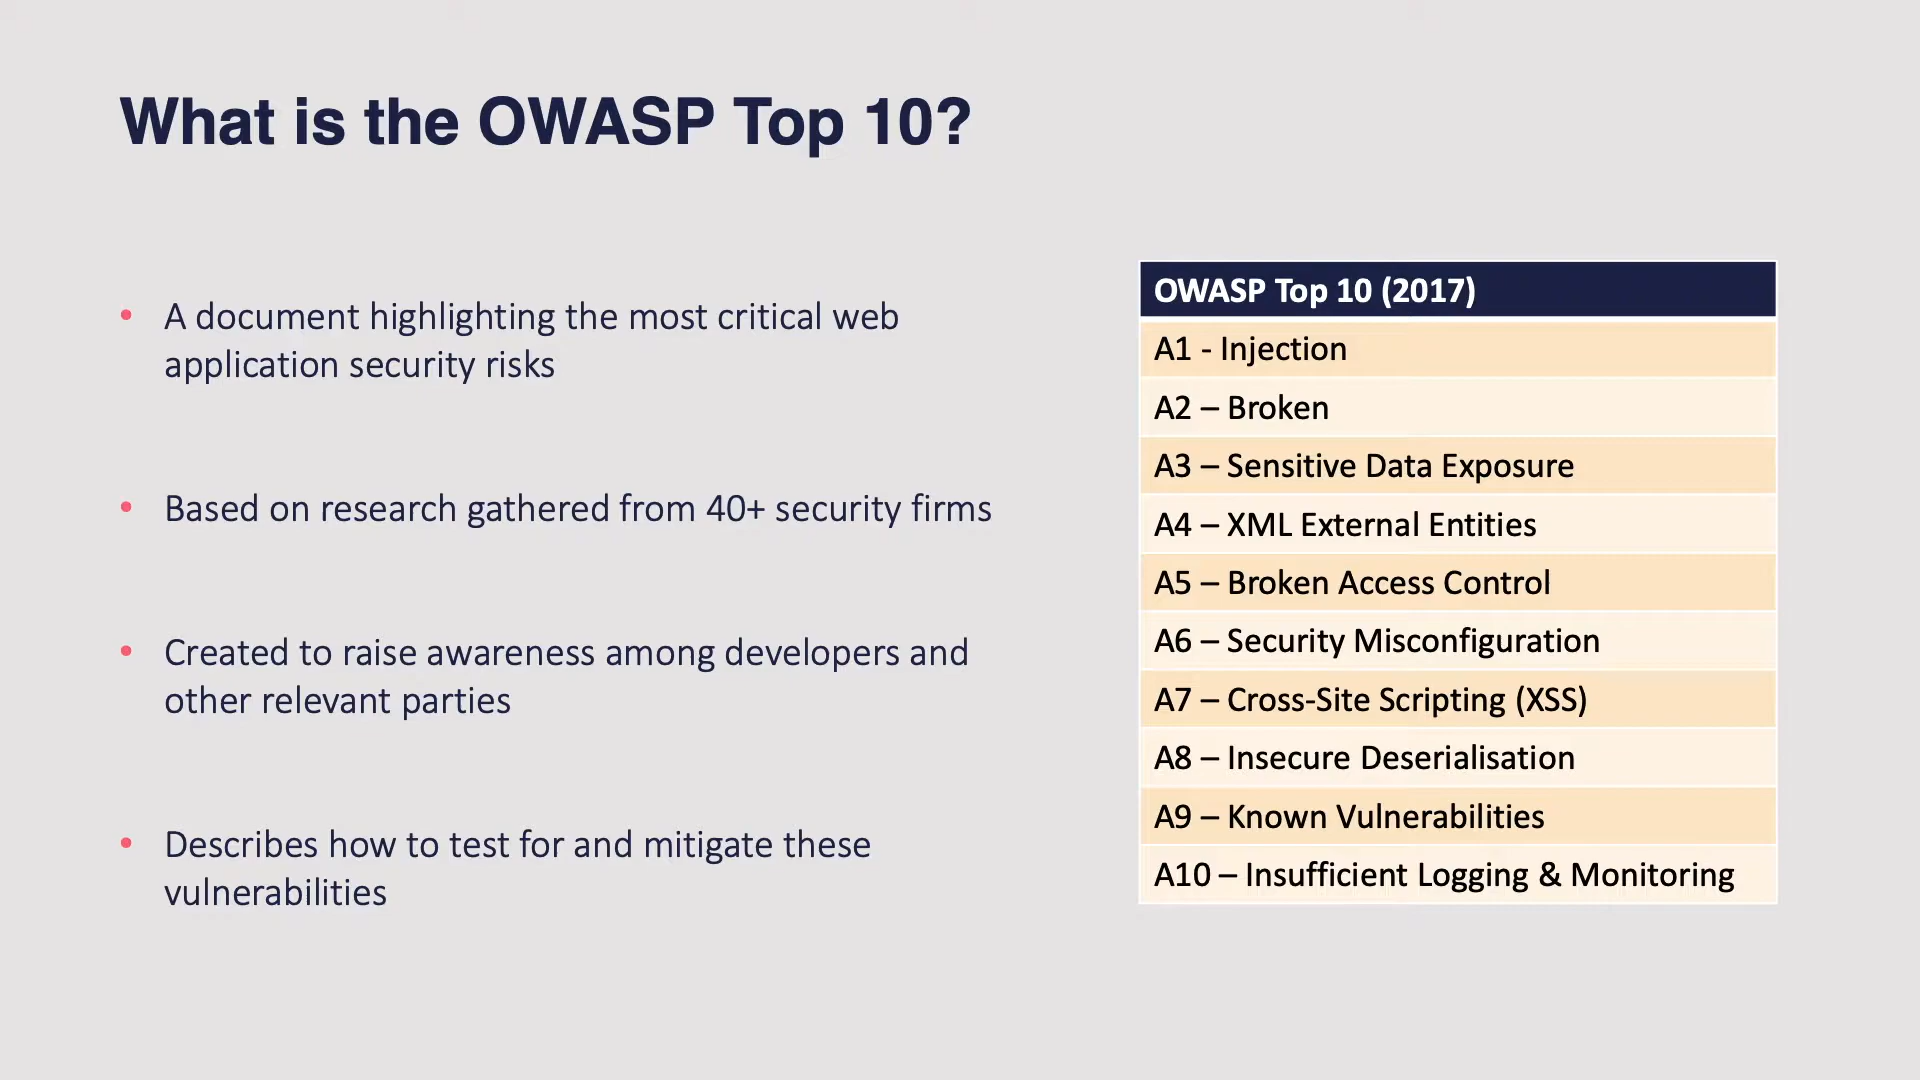 What is the OWASP Top 10?
• A document highlighting the most critical web
application security risks
• Based on research gathered from 40+ security firms
• Created to raise awareness among developers and
other relevant parties
• Describes how to test for and mitigate these
vulnerabilities
OWASP Top 10 (2017)
A1 - Injection
A2 – Broken
A3 – Sensitive Data Exposure
A4 – XML External Entities
A5 – Broken Access Control
A6 – Security Misconfiguration
A7 – Cross-Site Scripting (XSS)
A8 – Insecure Deserialisation
A9 – Known Vulnerabilities
A10 – Insufficient Logging & Monitoring